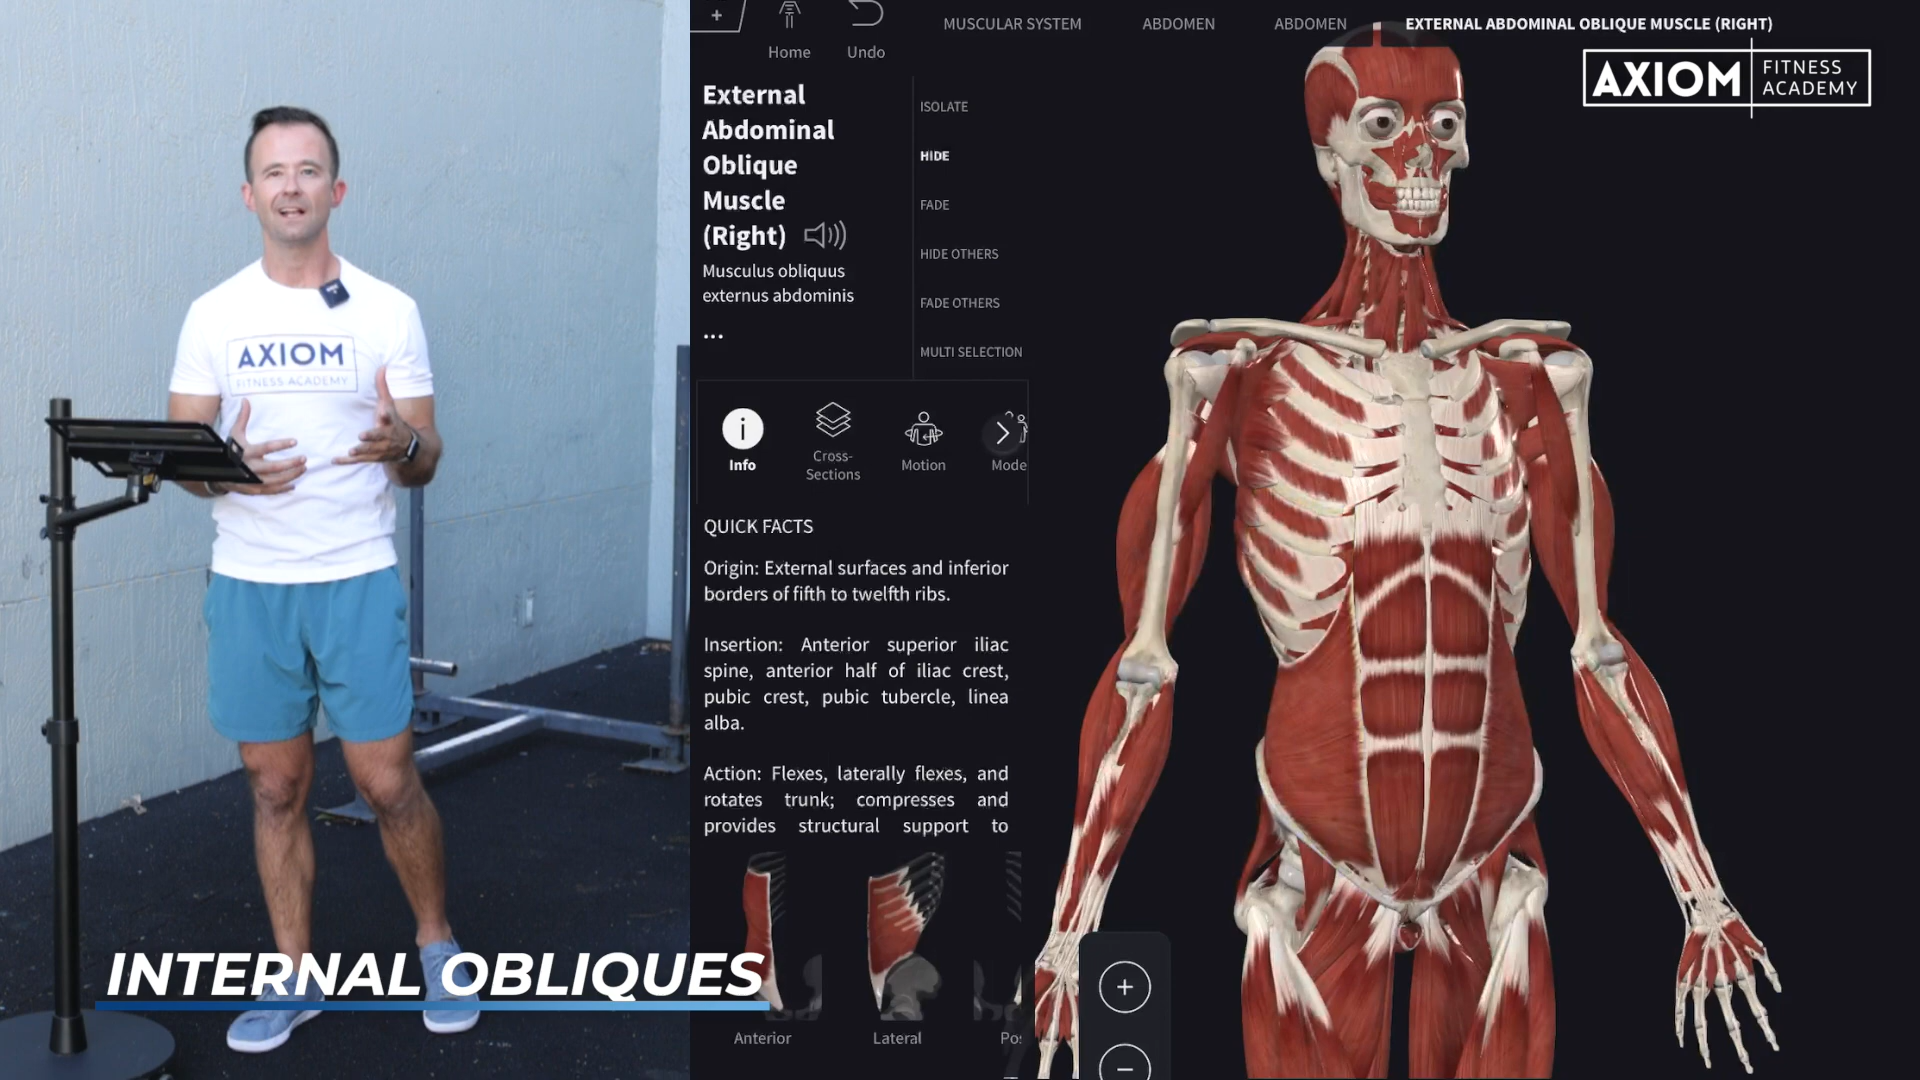 Home
Undo
MUSCULAR SYSTEM
ABDOMEN
ABDOMEN
EXTERNAL ABDOMINAL OBLIQUE MUSCLE (RIGHT)
AXIOM
FITNESS
ACADEMY
External
Abdominal
Oblique
Muscle
(Right)
Musculus obliquus
externus abdominis
...
ISOLATE
HIDE
FADE
HIDE OTHERS
FADE OTHERS
MULTI SELECTION
Info
Cross-
Sections
Motion
Mode
QUICK FACTS
Origin: External surfaces and inferior
borders of fifth to twelfth ribs.
Insertion: Anterior superior iliac
spine, anterior half of iliac crest,
pubic crest, pubic tubercle, linea
alba.
Action: Flexes, laterally flexes, and
rotates trunk; compresses and
provides structural support to
Anterior
Lateral
AXIOM
FITNESS ACADEMY
INTERNAL OBLIQUES